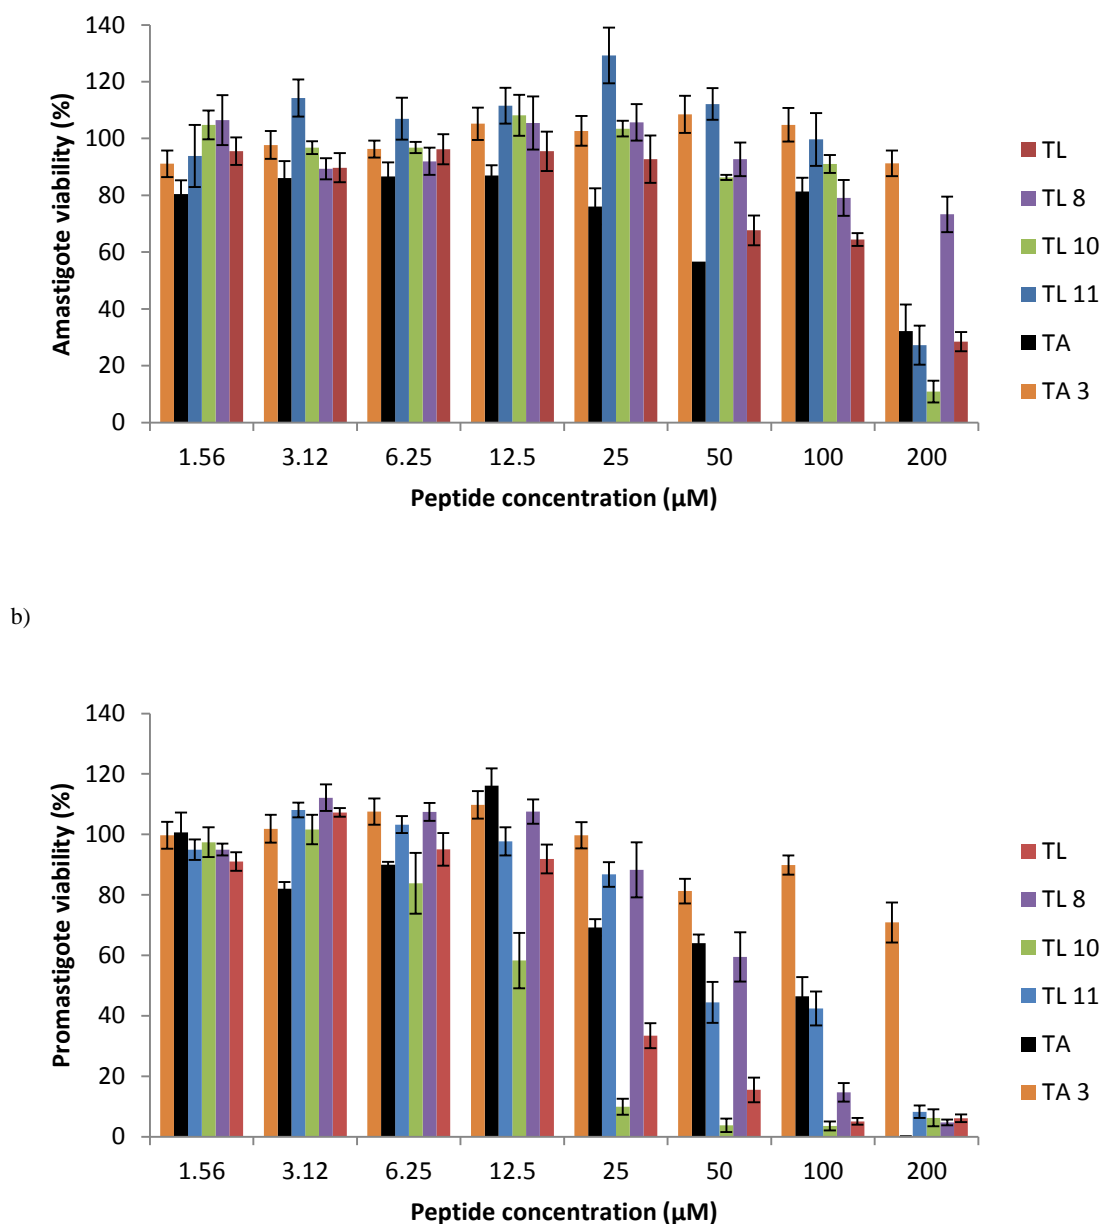 140
120
100
80
60
40
20
0
Amastigote viability (%)
1.56 3.12 6.25 12.5 25 50 100 200
Peptide concentration (µM)
TL
TL 8
TL 10
TL 11
TA
TA 3
b)
140
120
100
80
60
40
20
0
Promastigote viability (%)
1.56 3.12 6.25 12.5 25 50 100 200
Peptide concentration (µM)
TL
TL 8
TL 10
TL 11
TA
TA 3